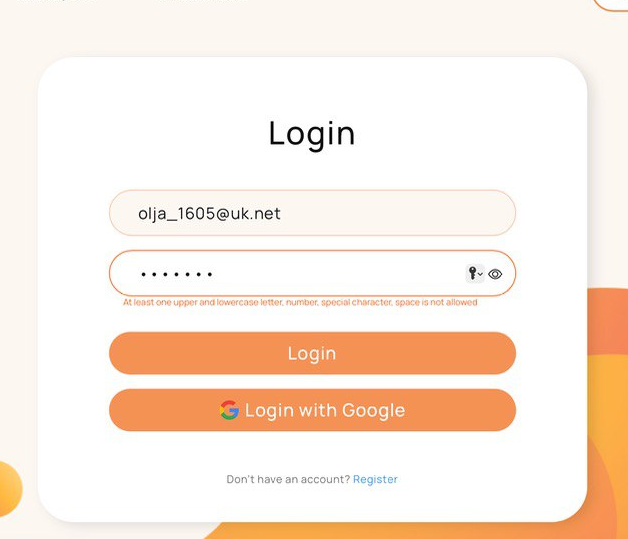 Login
olja_1605@uk.net
•••••••
At least one upper and lowercase letter, number, special character, space is not allowed
Login
Login with Google
Don't have an account? Register